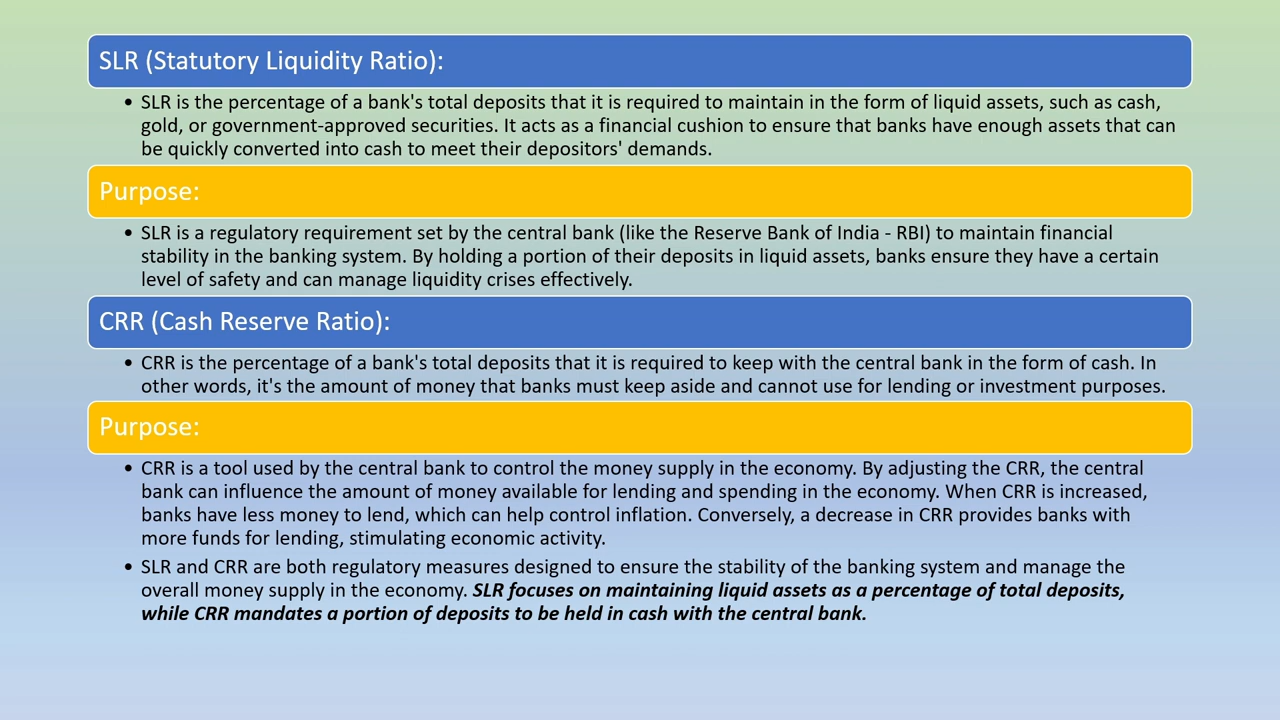 SLR (Statutory Liquidity Ratio):
• SLR is the percentage of a bank's total deposits that it is required to maintain in the form of liquid assets, such as cash,
gold, or government-approved securities. It acts as a financial cushion to ensure that banks have enough assets that can
be quickly converted into cash to meet their depositors' demands.
Purpose:
• SLR is a regulatory requirement set by the central bank (like the Reserve Bank of India - RBI) to maintain financial
stability in the banking system. By holding a portion of their deposits in liquid assets, banks ensure they have a certain
level of safety and can manage liquidity crises effectively.
CRR (Cash Reserve Ratio):
• CRR is the percentage of a bank's total deposits that it is required to keep with the central bank in the form of cash. In
other words, it's the amount of money that banks must keep aside and cannot use for lending or investment purposes.
Purpose:
• CRR is a tool used by the central bank to control the money supply in the economy. By adjusting the CRR, the central
bank can influence the amount of money available for lending and spending in the economy. When CRR is increased,
banks have less money to lend, which can help control inflation. Conversely, a decrease in CRR provides banks with
more funds for lending, stimulating economic activity.
• SLR and CRR are both regulatory measures designed to ensure the stability of the banking system and manage the
overall money supply in the economy. SLR focuses on maintaining liquid assets as a percentage of total deposits,
while CRR mandates a portion of deposits to be held in cash with the central bank.